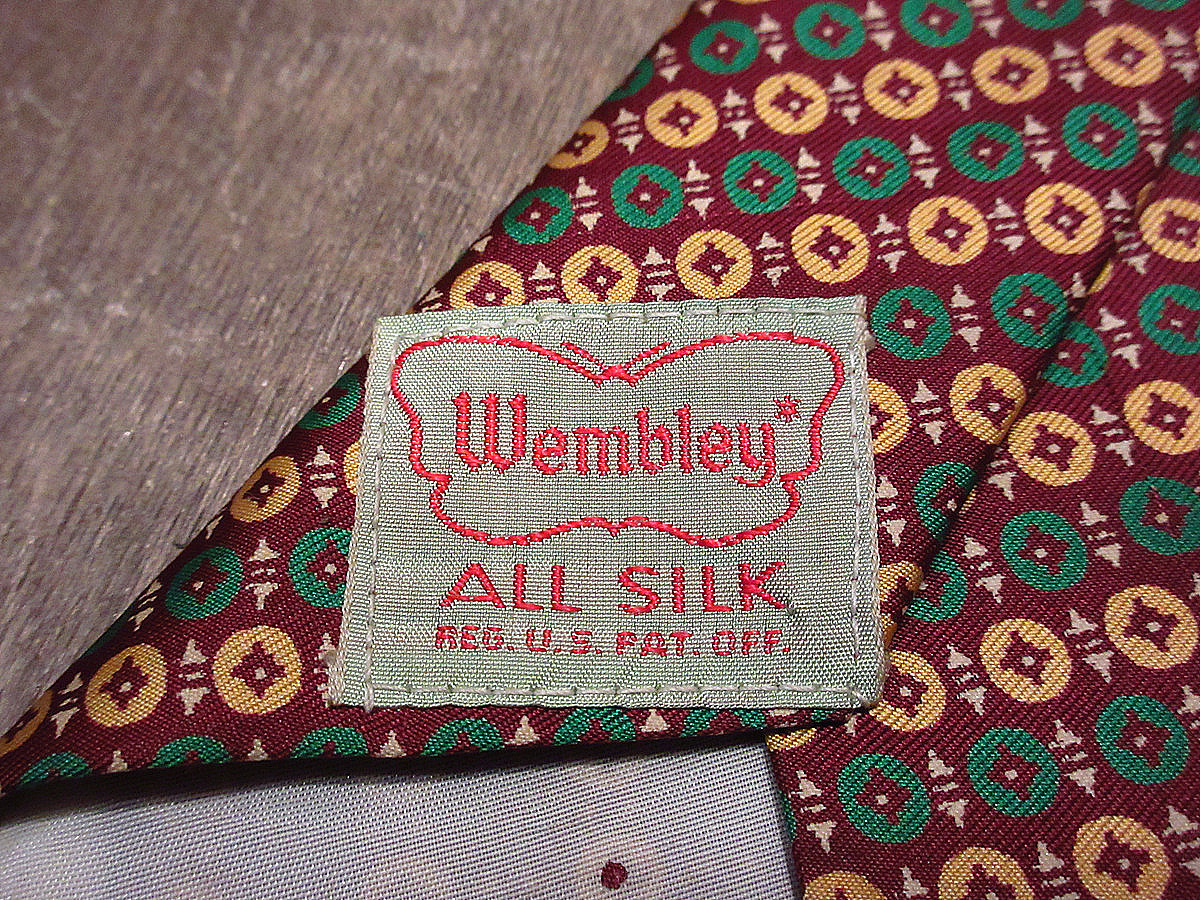 Wembley*
ALL SILK
REG. U.S. PAT. OFF.